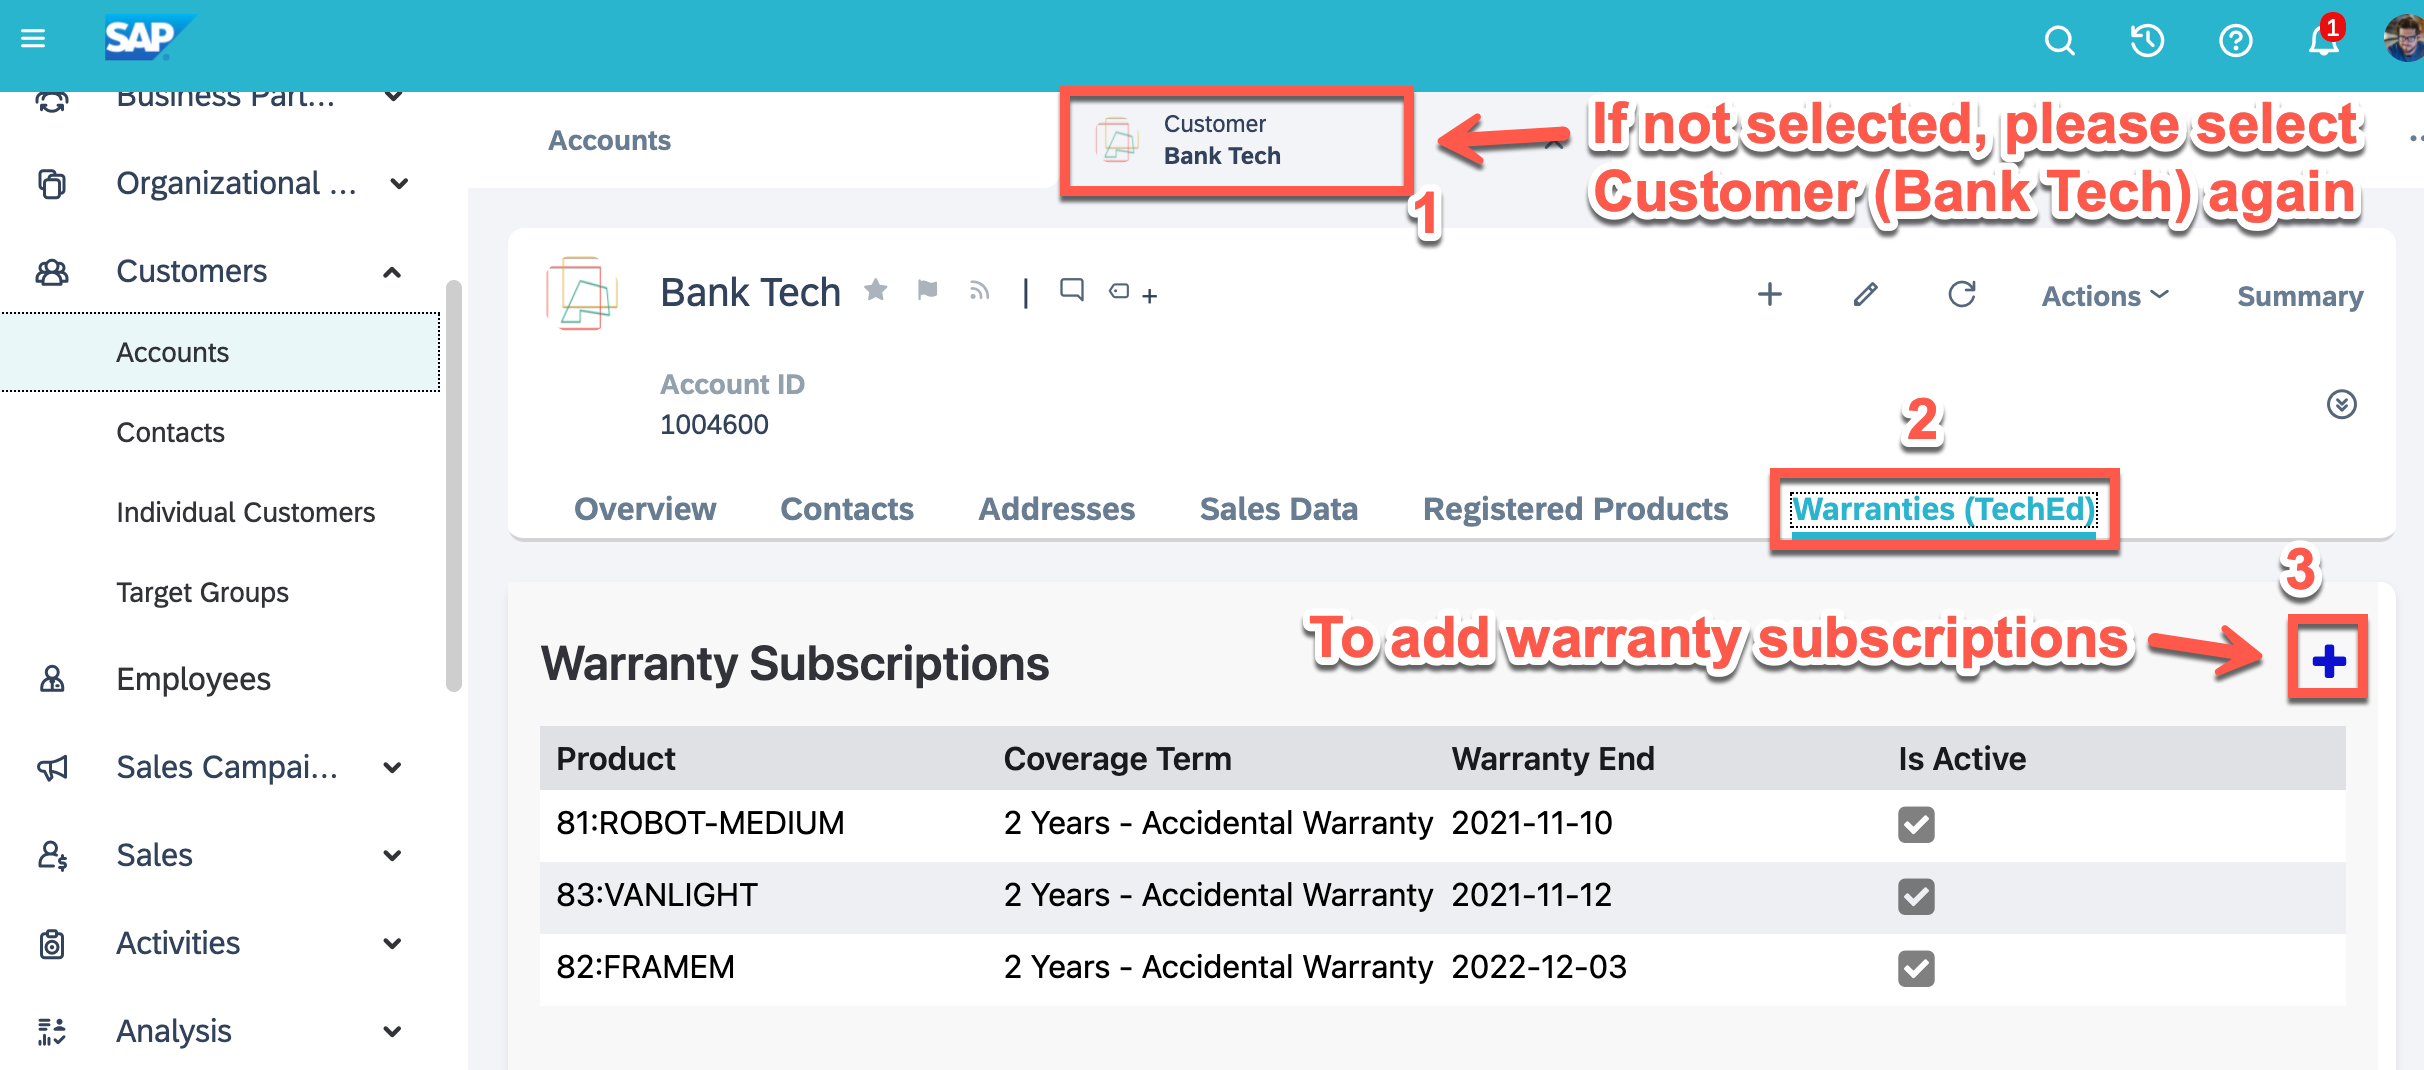 SAP
1
Business Part...
Organizational ...
Customers
Accounts
Contacts
Individual Customers
Target Groups
Employees
Sales Campai...
Sales
Activities
Analysis
Accounts
Customer
Bank Tech
1
If not selected, please select
Customer (Bank Tech) again
Bank Tech
Actions
Summary
Account ID
1004600
2
Overview Contacts Addresses Sales Data Registered Products Warranties (TechEd)
3
To add warranty subscriptions
Warranty Subscriptions
Product Coverage Term Warranty End Is Active
81:ROBOT-MEDIUM 2 Years - Accidental Warranty 2021-11-10
83:VANLIGHT 2 Years - Accidental Warranty 2021-11-12
82:FRAMEM 2 Years - Accidental Warranty 2022-12-03